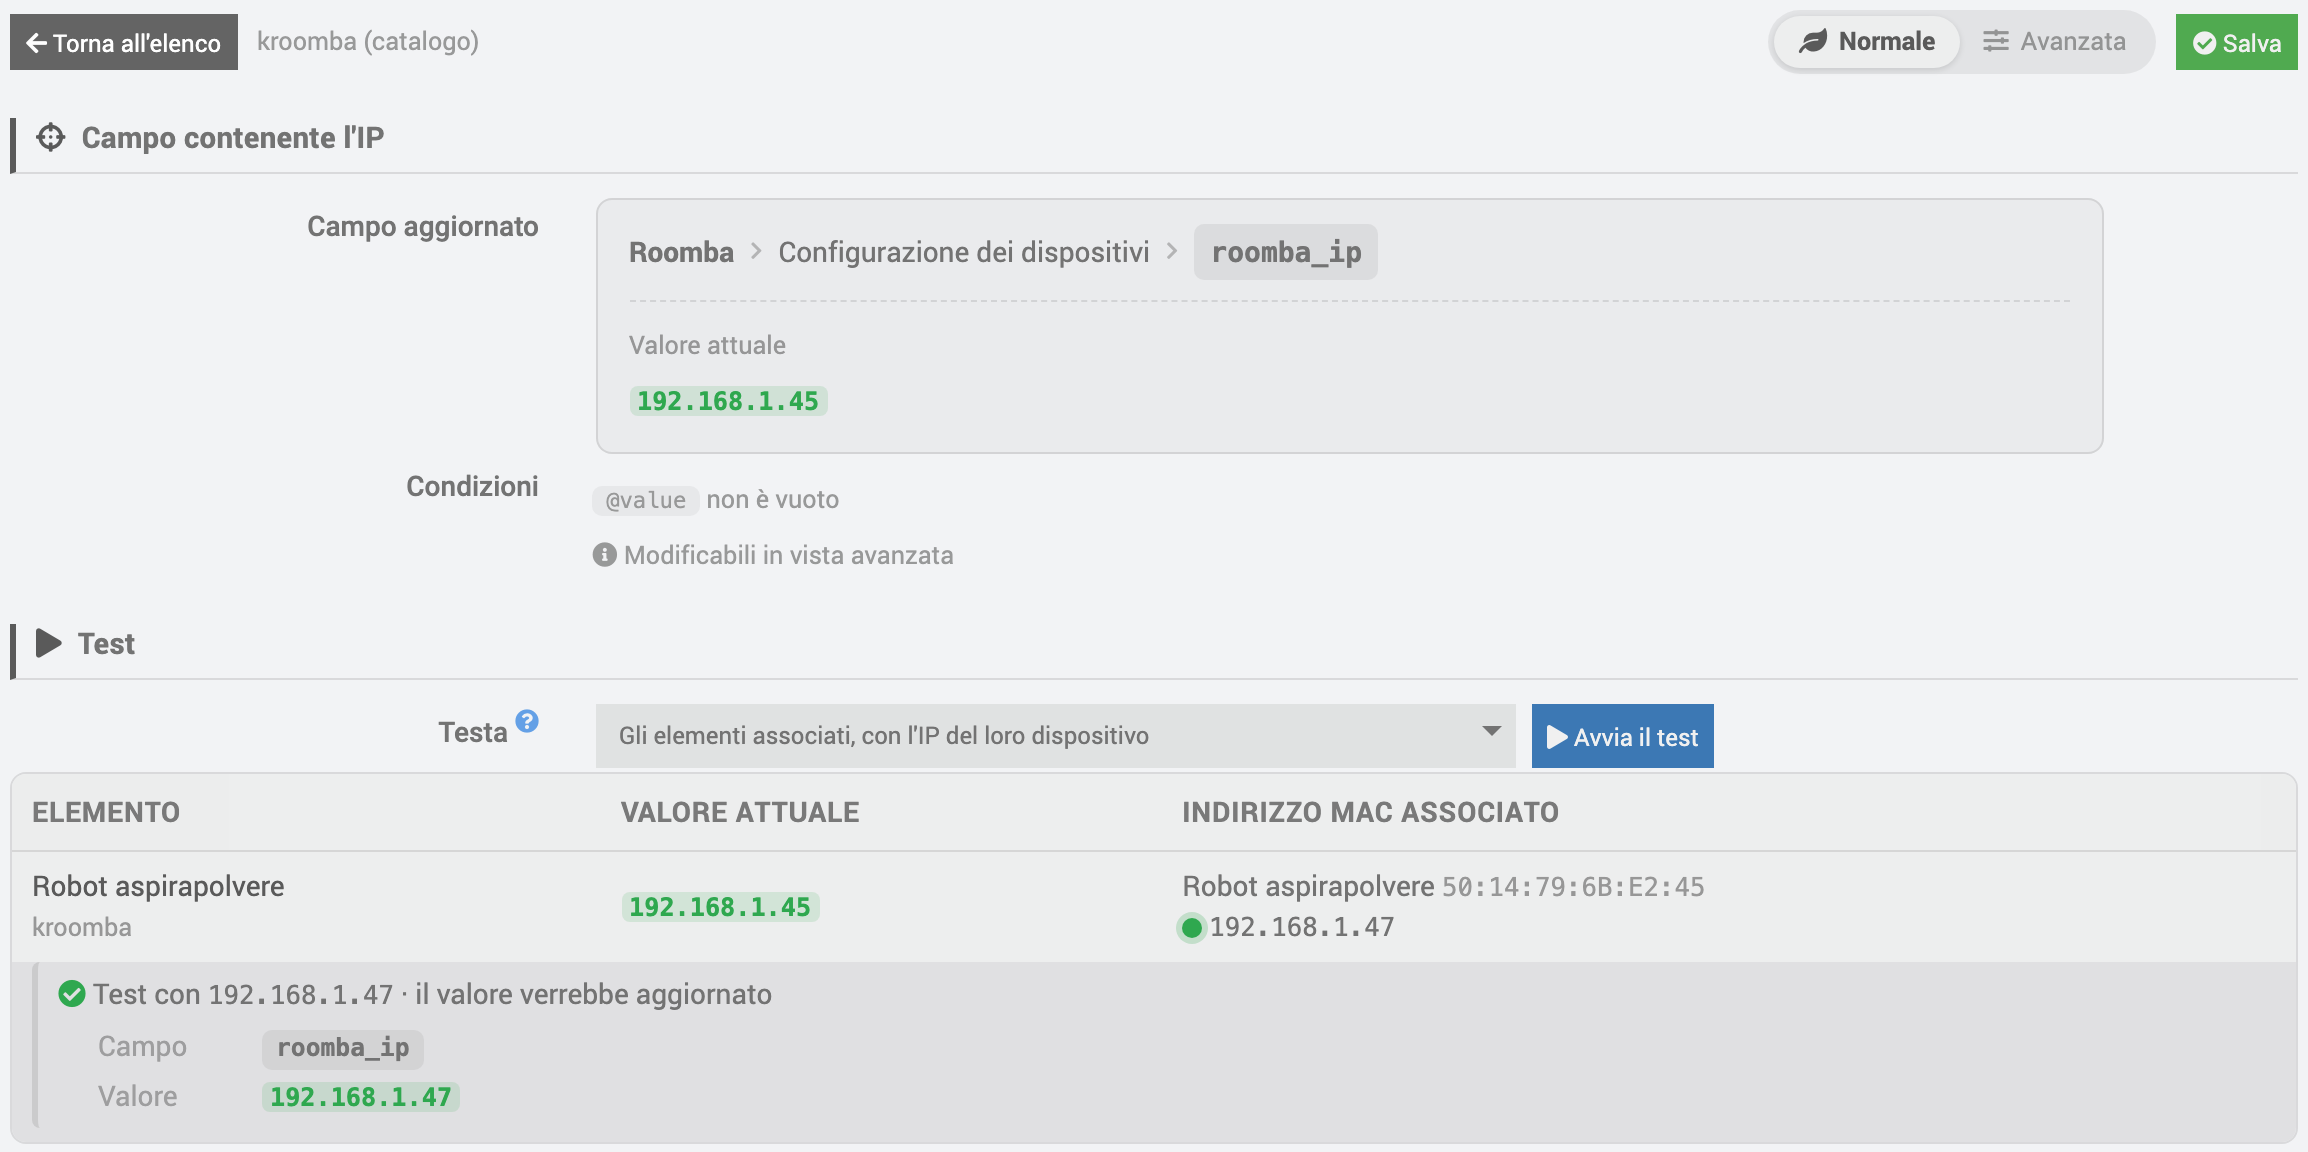 Torna all'elenco
kroomba (catalogo)
Normale
Avanzata
Salva
Campo contenente l'IP
Campo aggiornato
Roomba > Configurazione dei dispositivi > roomba_ip
Valore attuale
192.168.1.45
Condizioni
@value non è vuoto
Modificabili in vista avanzata
Test
Testa
Gli elementi associati, con l'IP del loro dispositivo
Avvia il test
ELEMENTO
VALORE ATTUALE
INDIRIZZO MAC ASSOCIATO
Robot aspirapolvere
kroomba
192.168.1.45
Robot aspirapolvere 50:14:79:6B:E2:45
192.168.1.47
Test con 192.168.1.47 · il valore verrebbe aggiornato
Campo roomba_ip
Valore 192.168.1.47